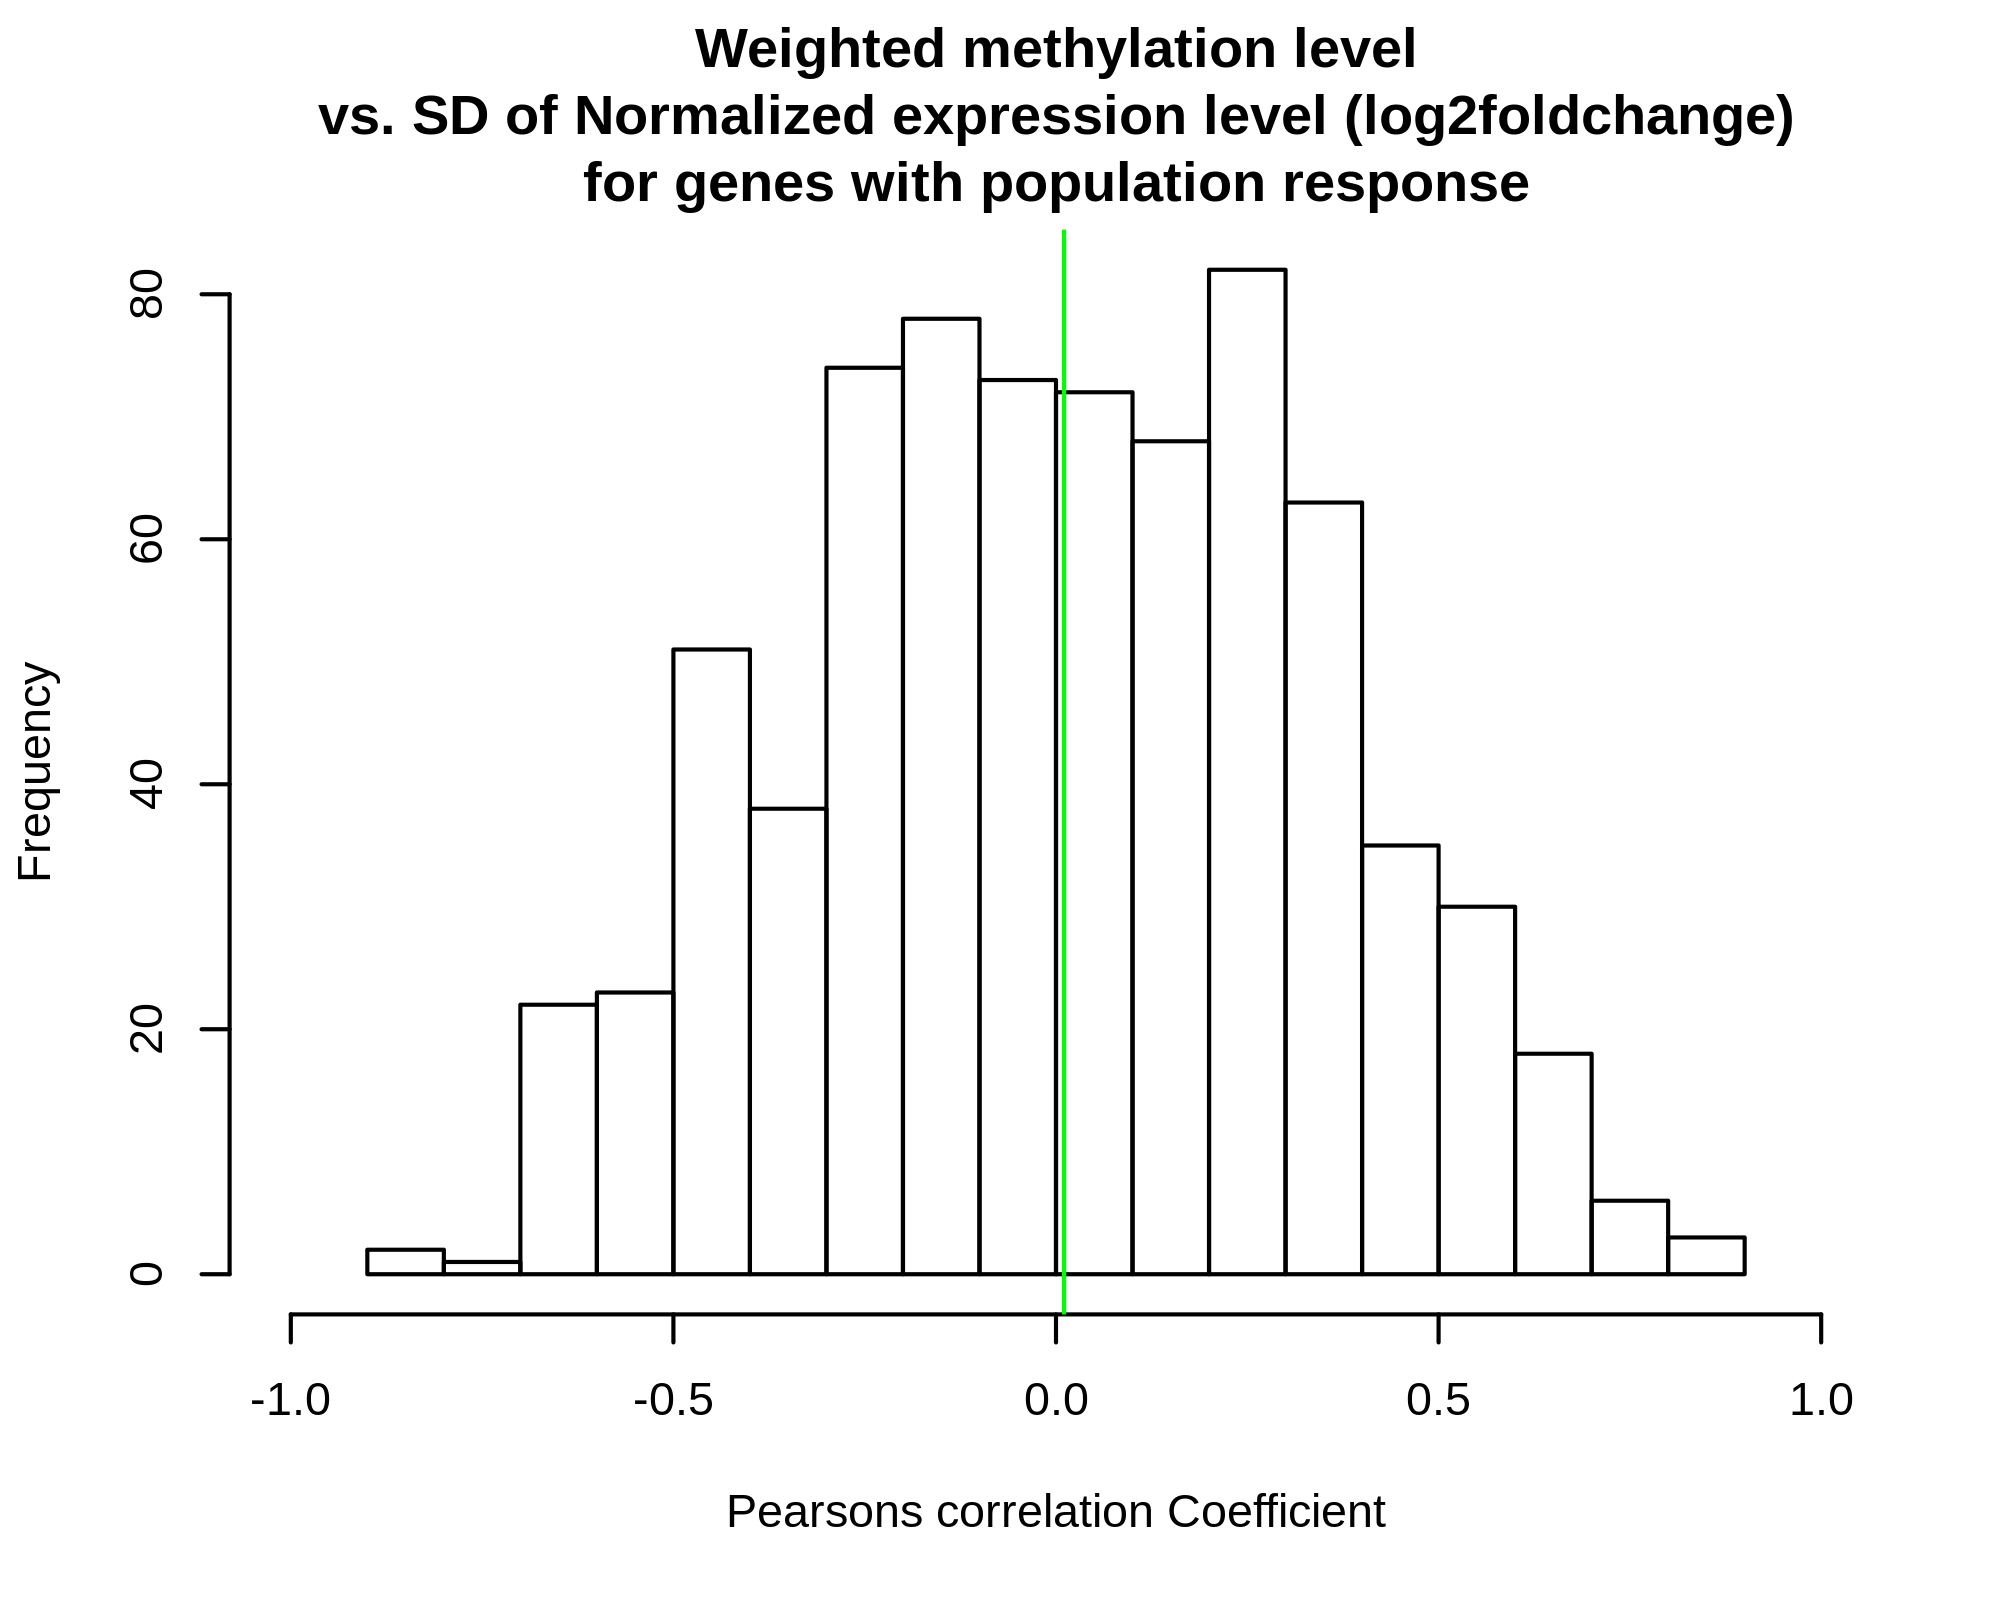 Weighted methylation level
vs. SD of Normalized expression level (log2foldchange)
for genes with population response
Frequency
80
60
40
20
0
-1.0 -0.5 0.0 0.5 1.0
Pearsons correlation Coefficient